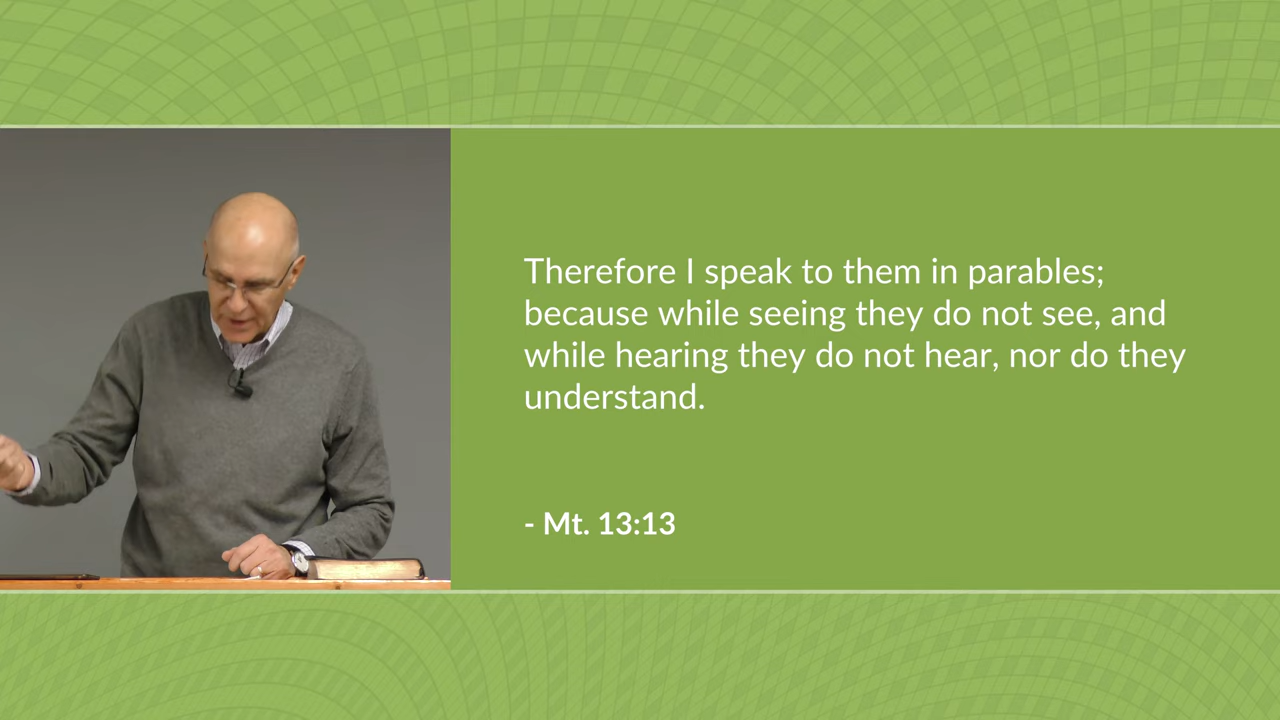 Therefore I speak to them in parables;
because while seeing they do not see, and
while hearing they do not hear, nor do they
understand.
- Mt. 13:13